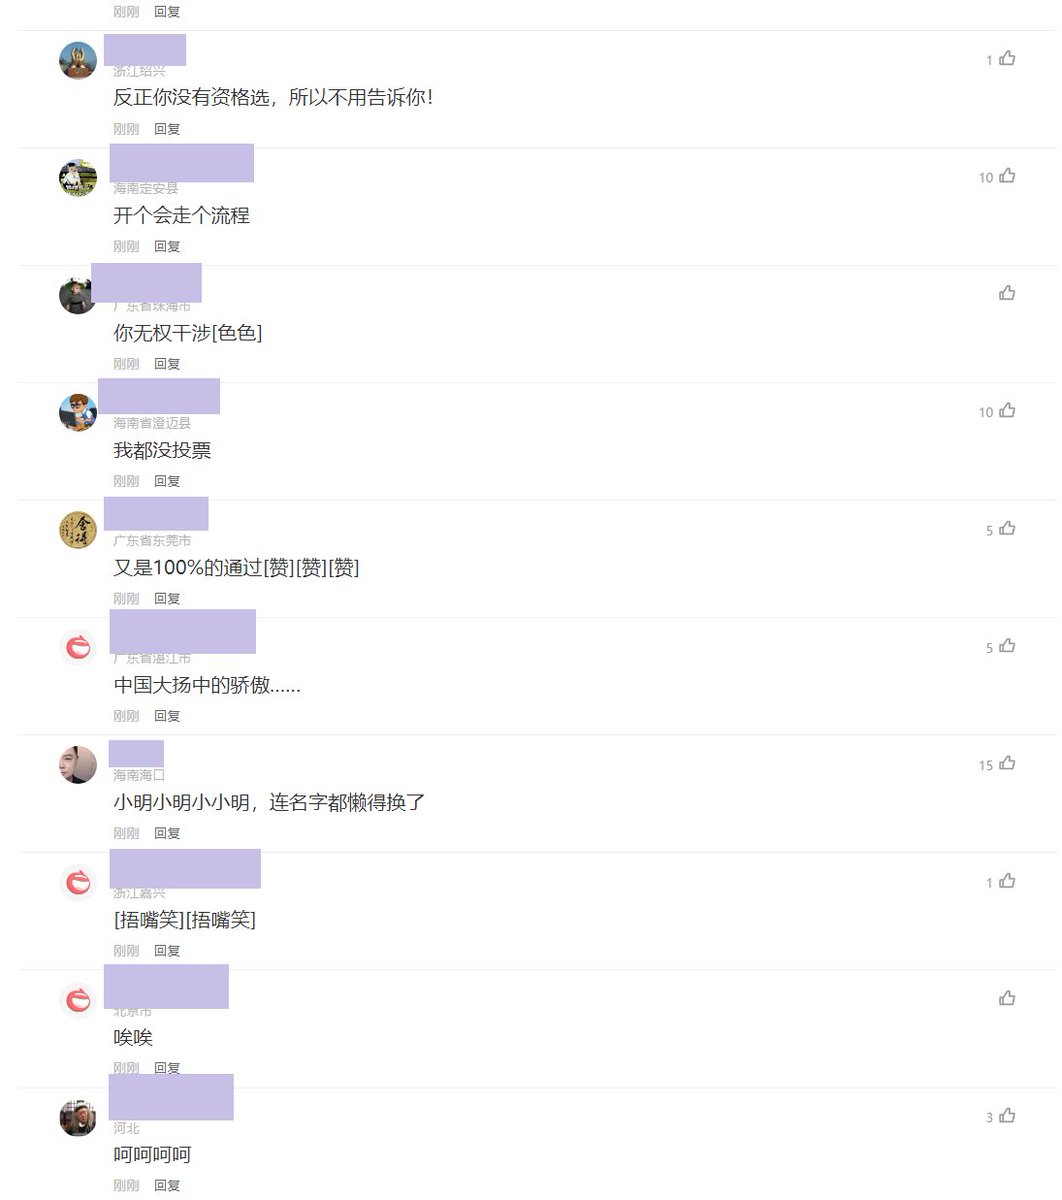 刚刚 回复
浙江绍兴
1
反正你没有资格选，所以不用告诉你！
刚刚 回复
海南定安县
10
开个会走个流程
刚刚 回复
广东省珠海市
你无权干涉[色色]
刚刚 回复
海南省澄迈县
10
我都没投票
刚刚 回复
舍得
广东省东莞市
5
又是100%的通过[赞][赞][赞]
刚刚 回复
广东省湛江市
5
中国大扬中的骄傲......
刚刚 回复
海南海口
15
小明小明小小明，连名字都懒得换了
刚刚 回复
浙江嘉兴
1
[捂嘴笑][捂嘴笑]
刚刚 回复
北京市
唉唉
刚刚 回复
河北
3
呵呵呵呵
刚刚 回复